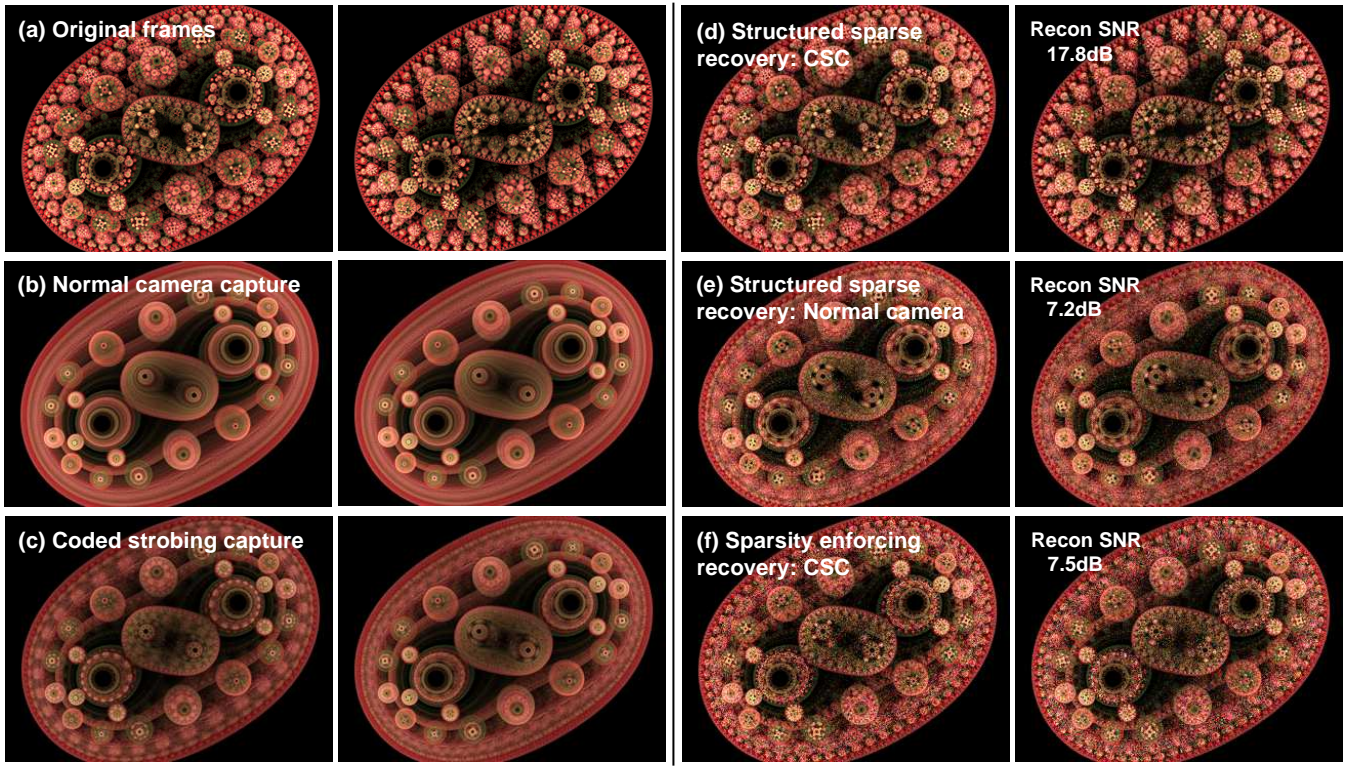 (a) Original frames
(d) Structured sparse
recovery: CSC
Recon SNR
17.8dB
(b) Normal camera capture
(e) Structured sparse
recovery: Normal camera
Recon SNR
7.2dB
(c) Coded strobing capture
(f) Sparsity enforcing
recovery: CSC
Recon SNR
7.5dB